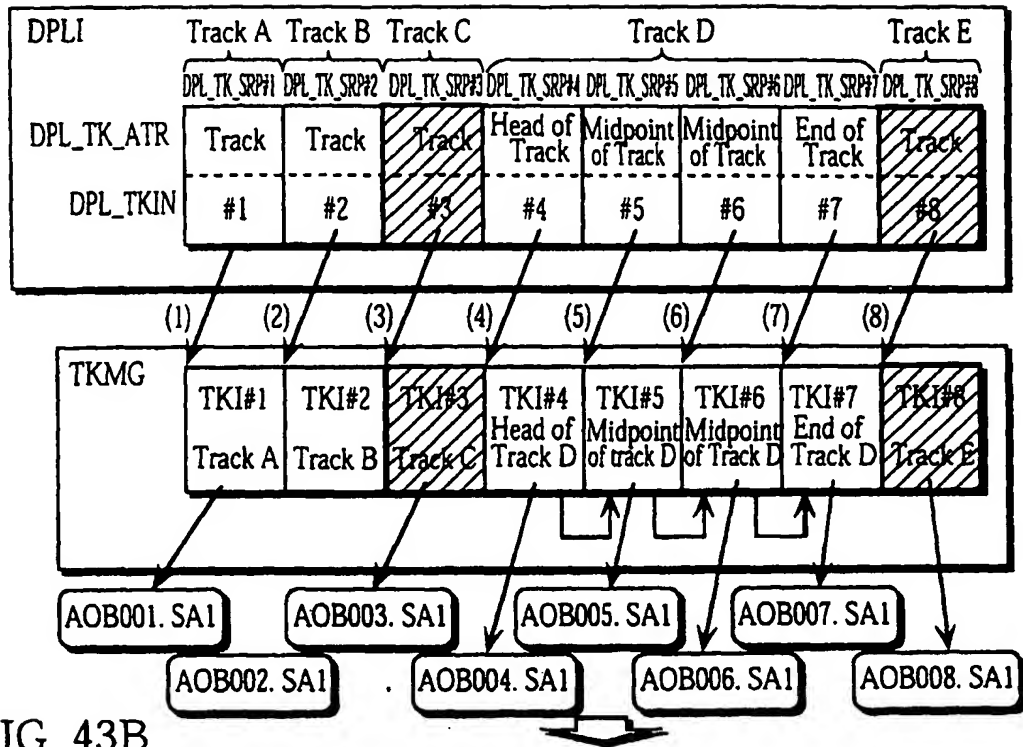 DPLI Track A Track B Track C Track D Track E
DPL_TK_SRP#1 DPL_TK_SRP#2 DPL_TK_SRP#3 DPL_TK_SRP#4 DPL_TK_SRP#5 DPL_TK_SRP#6 DPL_TK_SRP#7 DPL_TK_SRP#8
DPL_TK_ATR Track Track Track Head of Track Midpoint of Track Midpoint of Track End of Track Track
DPL_TKIN #1 #2 #3 #4 #5 #6 #7 #8
(1) (2) (3) (4) (5) (6) (7) (8)
TKMG
TKI#1 TKI#2 TKI#3 TKI#4 TKI#5 TKI#6 TKI#7 TKI#8
Head of Midpoint Midpoint End of
Track A Track B Track C Track D of track D of Track D Track D Track E
AOB001. SA1 AOB003. SA1 AOB005. SA1 AOB007. SA1
AOB002. SA1 AOB004. SA1 AOB006. SA1 AOB008. SA1
IG. 43B